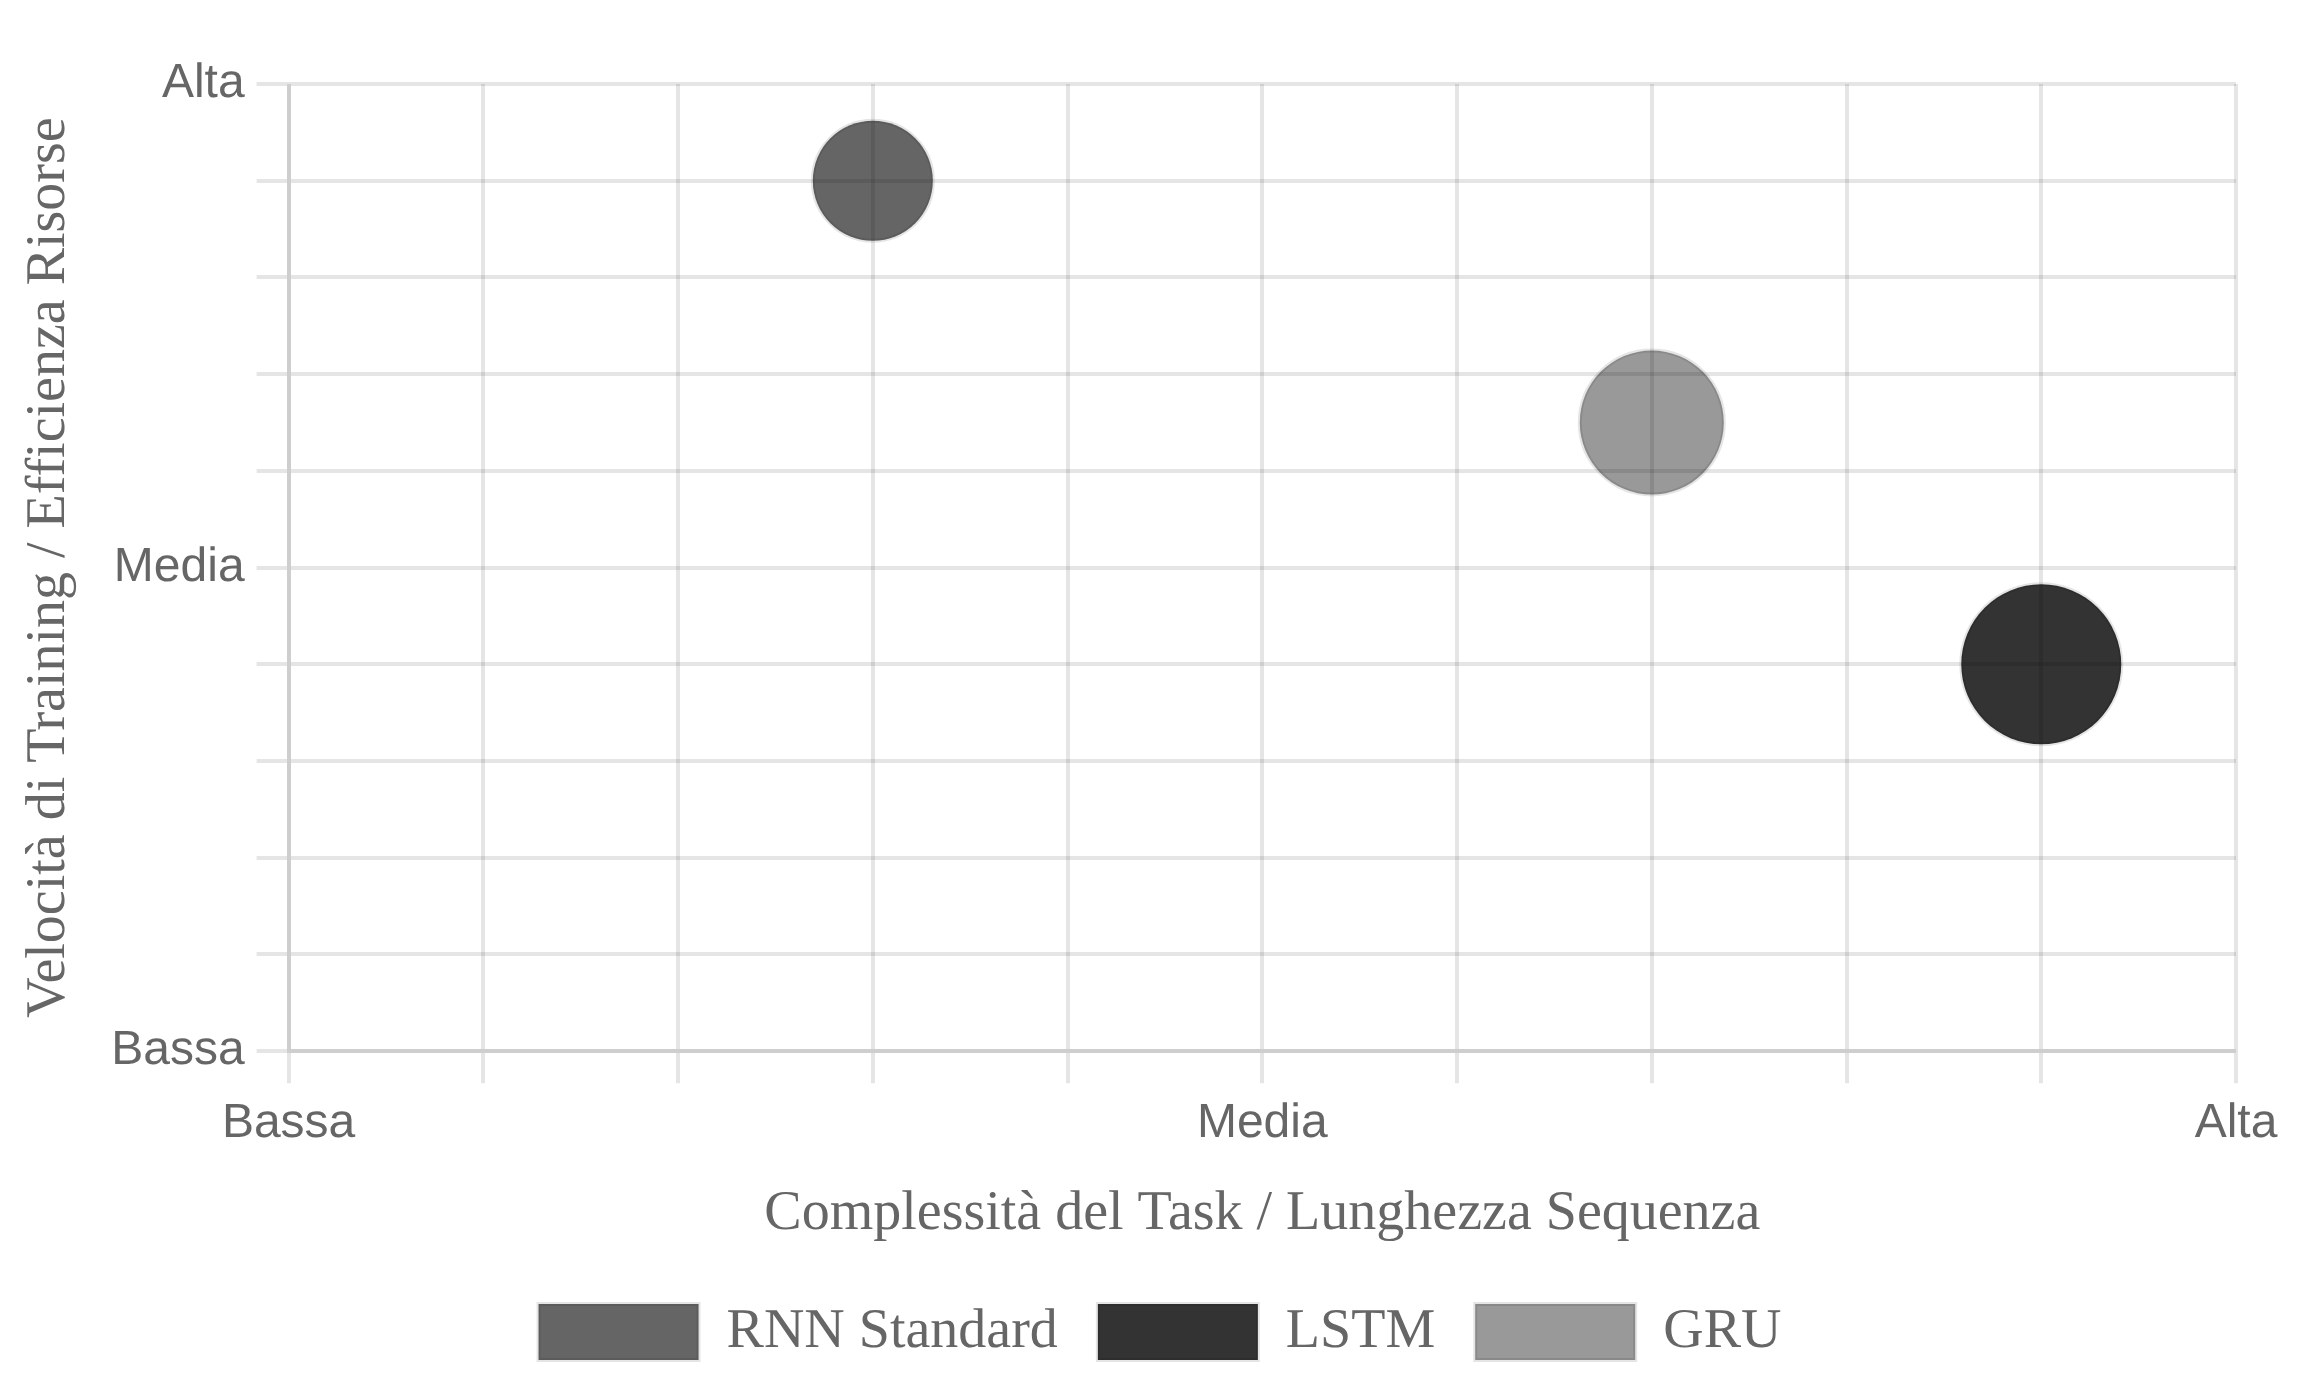 Alta
Media
Bassa
Velocità di Training / Efficienza Risorse
Bassa
Media
Alta
Complessità del Task / Lunghezza Sequenza
RNN Standard
LSTM
GRU